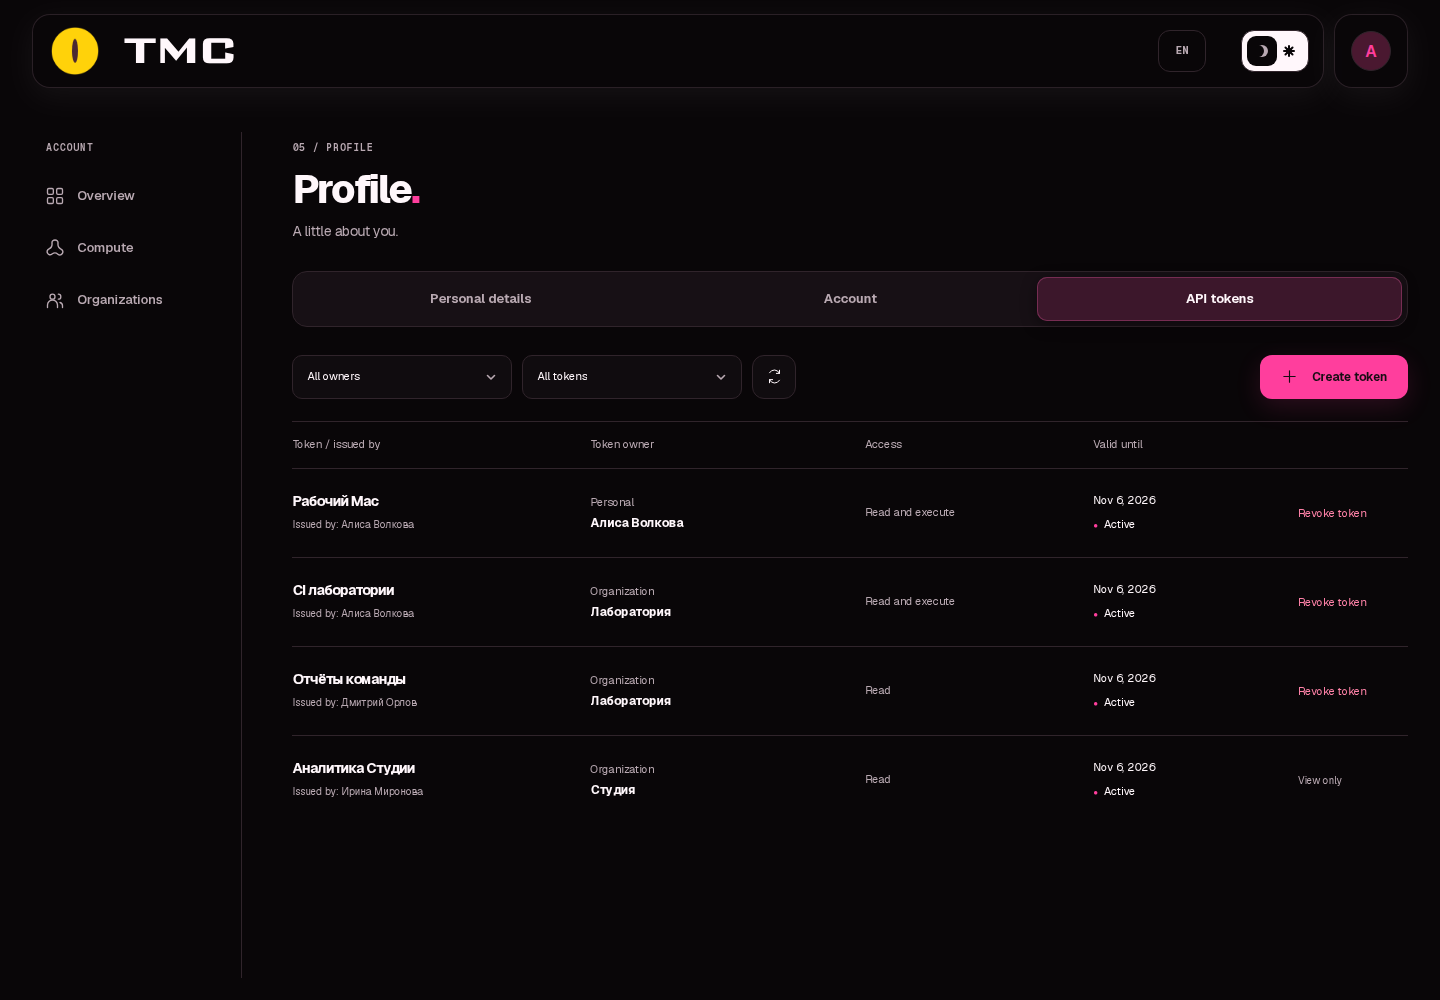 TMC
EN
A
ACCOUNT
Overview
Compute
Organizations
05 / PROFILE
Profile.
A little about you.
Personal details
Account
API tokens
All owners
All tokens
Create token
Token / issued by
Token owner
Access
Valid until
Рабочий Mac
Issued by: Алиса Волкова
Personal
Алиса Волкова
Read and execute
Nov 6, 2026
Active
Revoke token
CI лаборатории
Issued by: Алиса Волкова
Organization
Лаборатория
Read and execute
Nov 6, 2026
Active
Revoke token
Отчёты команды
Issued by: Дмитрий Орлов
Organization
Лаборатория
Read
Nov 6, 2026
Active
Revoke token
Аналитика Студии
Issued by: Ирина Миронова
Organization
Студия
Read
Nov 6, 2026
Active
View only